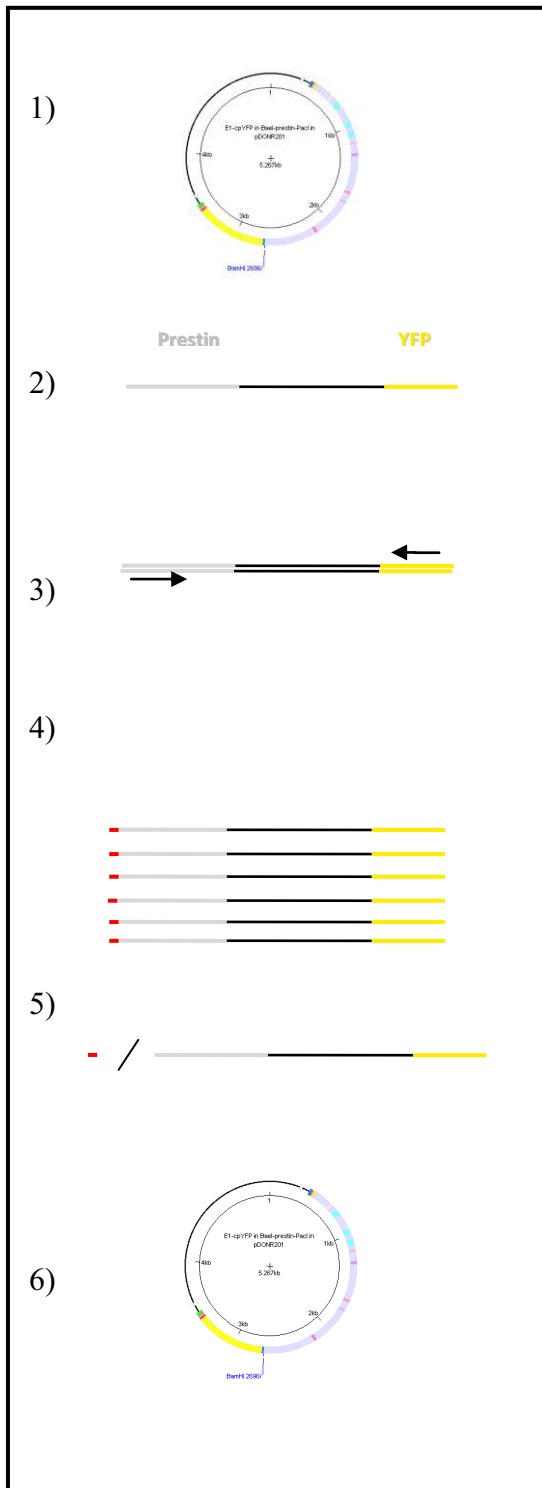 1)
1
E1-cpYFP in BaeI-prestin-PacI in
pDONR201
5.267kb
1kb
2kb
3kb
4kb
BamHI 2696/
Prestin
YFP
2)
3)
4)
5)
6)
1
E1-cpYFP in BaeI-prestin-PacI in
pDONR201
5.267kb
1kb
2kb
3kb
4kb
BamHI 2696/